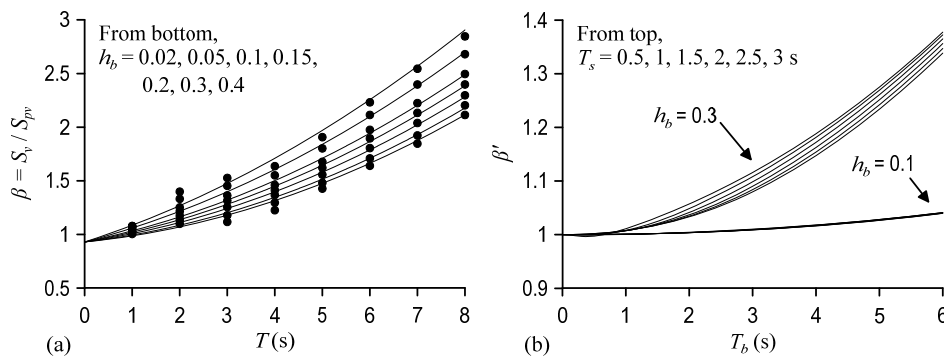 3
2.5
2
1.5
1
0.5
β = S_v / S_pv
From bottom,
h_b = 0.02, 0.05, 0.1, 0.15,
0.2, 0.3, 0.4
0 1 2 3 4 5 6 7 8
T (s)
(a)
1.4
1.3
1.2
1.1
1
0.9
β'
From top,
T_s = 0.5, 1, 1.5, 2, 2.5, 3 s
h_b = 0.3
h_b = 0.1
0 1 2 3 4 5 6
T_b (s)
(b)